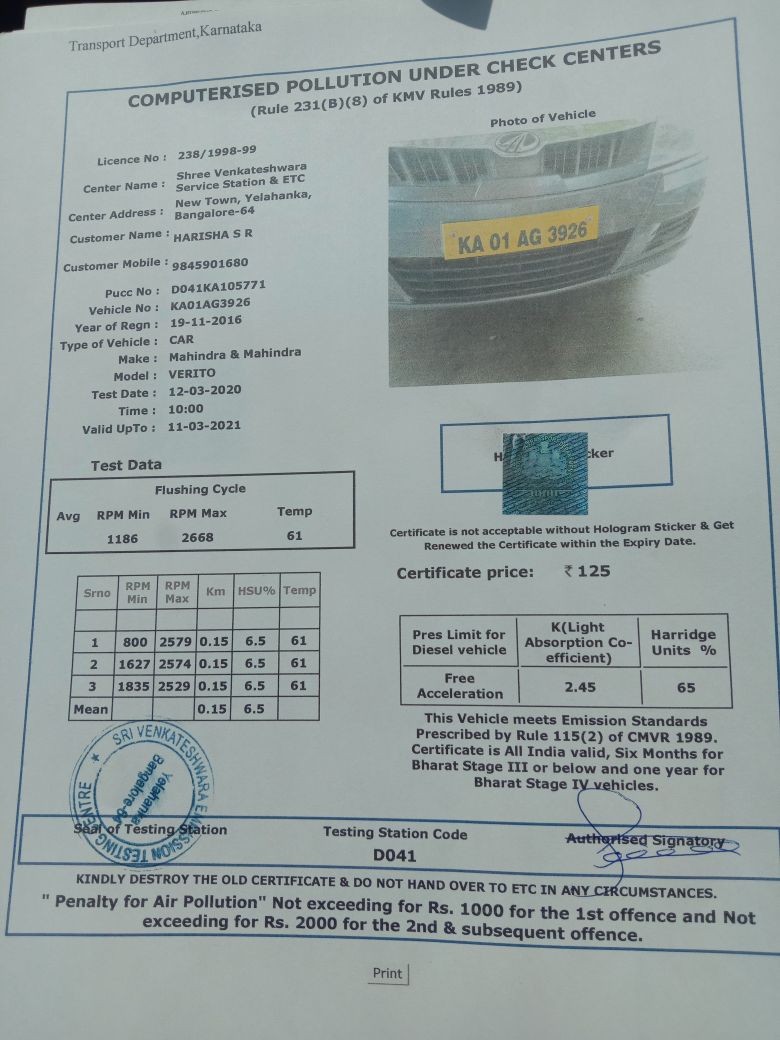 Transport Department,Karnataka
COMPUTERISED POLLUTION UNDER CHECK CENTERS
(Rule 231(B)(8) of KMV Rules 1989)
Licence No : 238/1998-99
Center Name : Shree Venkateshwara
Service Station & ETC
Center Address : New Town, Yelahanka,
Bangalore-64
Customer Name : HARISHA S R
Customer Mobile : 9845901680
Pucc No : D041KA105771
Vehicle No : KA01AG3926
Year of Regn : 19-11-2016
Type of Vehicle : CAR
Make : Mahindra & Mahindra
Model : VERITO
Test Date : 12-03-2020
Time : 10:00
Valid UpTo : 11-03-2021
Photo of Vehicle
KA 01 AG 3926
Test Data
Flushing Cycle
Avg RPM Min RPM Max Temp
1186 2668 61
Certificate is not acceptable without Hologram Sticker & Get
Renewed the Certificate within the Expiry Date.
Certificate price: ₹ 125
Srno RPM Min RPM Max Km HSU% Temp
1 800 2579 0.15 6.5 61
2 1627 2574 0.15 6.5 61
3 1835 2529 0.15 6.5 61
Mean 0.15 6.5
Pres Limit for Diesel vehicle K(Light Absorption Co-efficient) Harridge Units %
Free Acceleration 2.45 65
This Vehicle meets Emission Standards
Prescribed by Rule 115(2) of CMVR 1989.
Certificate is All India valid, Six Months for
Bharat Stage III or below and one year for
Bharat Stage IV vehicles.
SRI VENKATESHWARA EMISSION TESTING CENTRE
Yelahanka
Bangalore-64
Seal of Testing Station
Testing Station Code
D041
Authorised Signatory
KINDLY DESTROY THE OLD CERTIFICATE & DO NOT HAND OVER TO ETC IN ANY CIRCUMSTANCES.
" Penalty for Air Pollution" Not exceeding for Rs. 1000 for the 1st offence and Not
exceeding for Rs. 2000 for the 2nd & subsequent offence.
Print